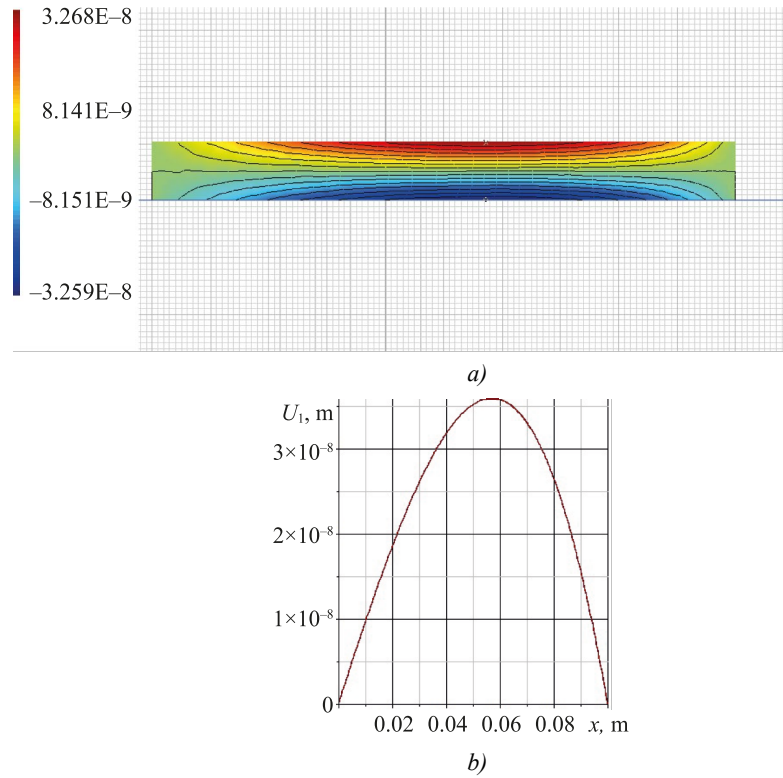 3.268E–8
8.141E–9
–8.151E–9
–3.259E–8
a)
U₁, m
3×10⁻⁸
2×10⁻⁸
1×10⁻⁸
0
0.02 0.04 0.06 0.08 x, m
b)